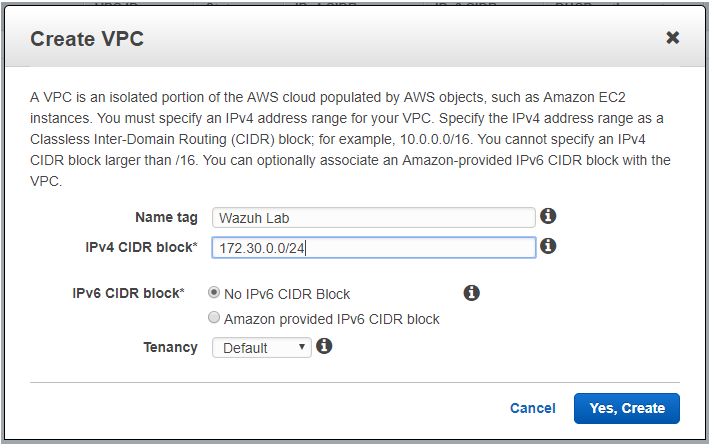 Create VPC
A VPC is an isolated portion of the AWS cloud populated by AWS objects, such as Amazon EC2
instances. You must specify an IPv4 address range for your VPC. Specify the IPv4 address range as a
Classless Inter-Domain Routing (CIDR) block; for example, 10.0.0.0/16. You cannot specify an IPv4
CIDR block larger than /16. You can optionally associate an Amazon-provided IPv6 CIDR block with the
VPC.
Name tag Wazuh Lab
IPv4 CIDR block* 172.30.0.0/24
IPv6 CIDR block* No IPv6 CIDR Block
Amazon provided IPv6 CIDR block
Tenancy Default
Cancel Yes, Create